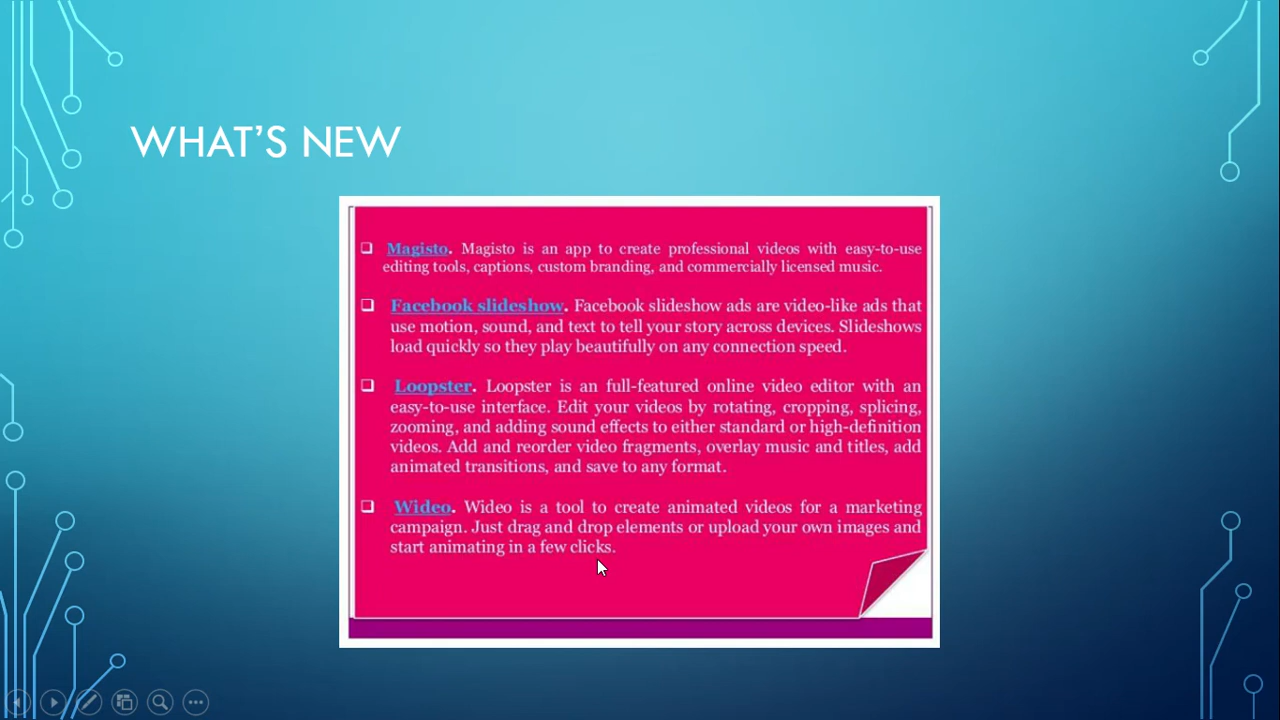 WHAT'S NEW
Magisto. Magisto is an app to create professional videos with easy-to-use
editing tools, captions, custom branding, and commercially licensed music.
Facebook slideshow. Facebook slideshow ads are video-like ads that
use motion, sound, and text to tell your story across devices. Slideshows
load quickly so they play beautifully on any connection speed.
Loopster. Loopster is an full-featured online video editor with an
easy-to-use interface. Edit your videos by rotating, cropping, splicing,
zooming, and adding sound effects to either standard or high-definition
videos. Add and reorder video fragments, overlay music and titles, add
animated transitions, and save to any format.
Wideo. Wideo is a tool to create animated videos for a marketing
campaign. Just drag and drop elements or upload your own images and
start animating in a few clicks.